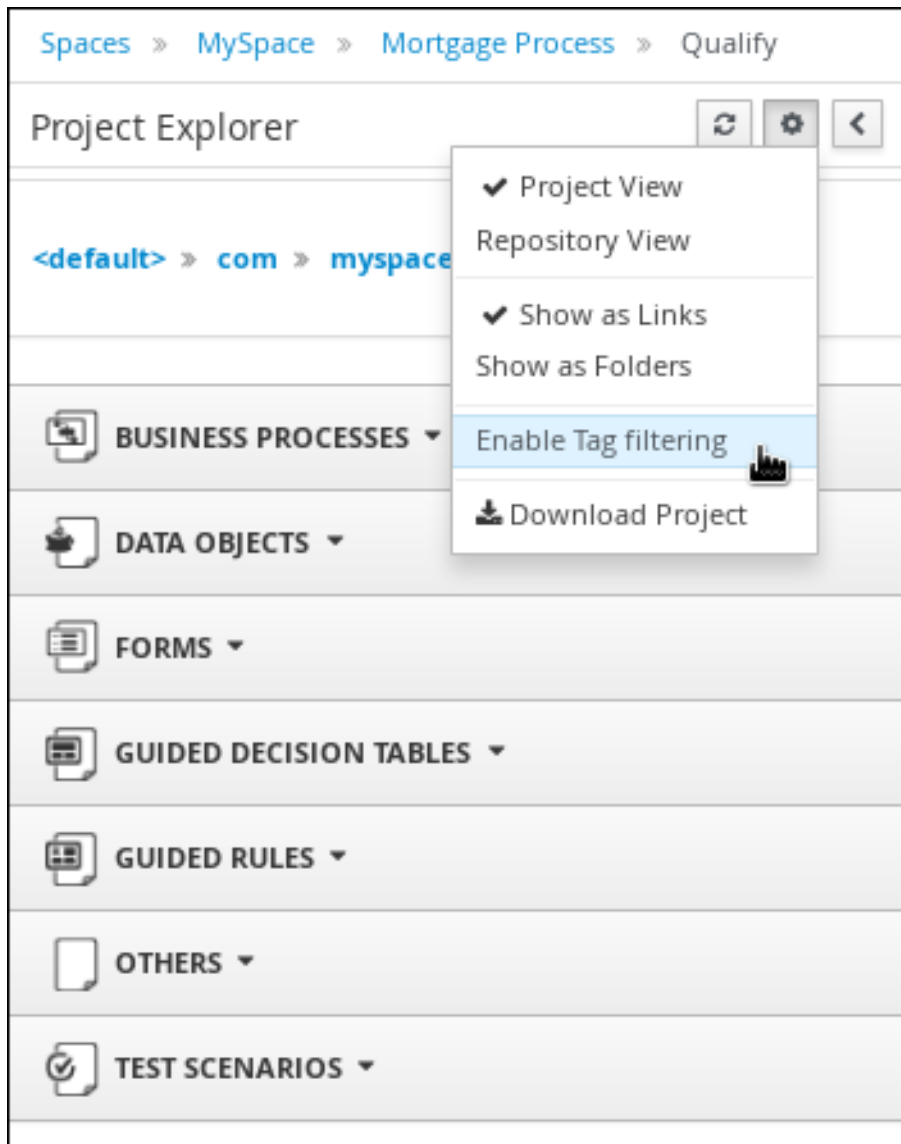 Spaces » MySpace » Mortgage Process » Qualify
Project Explorer
Project View
Repository View
<default> » com » myspace
Show as Links
Show as Folders
BUSINESS PROCESSES
Enable Tag filtering
Download Project
DATA OBJECTS
FORMS
GUIDED DECISION TABLES
GUIDED RULES
OTHERS
TEST SCENARIOS